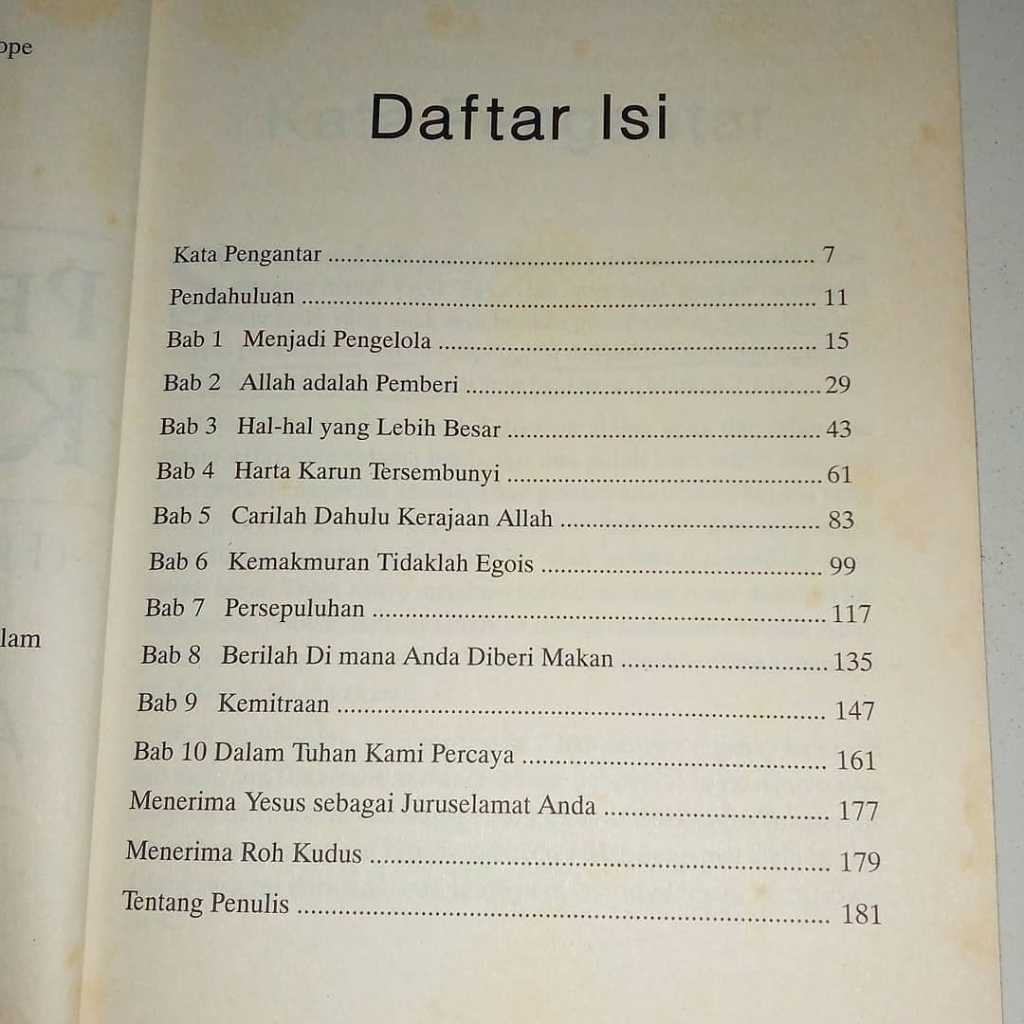 Daftar Isi
Kata Pengantar ........ 7
Pendahuluan ........ 11
Bab 1 Menjadi Pengelola ........ 15
Bab 2 Allah adalah Pemberi ........ 29
Bab 3 Hal-hal yang Lebih Besar ........ 43
Bab 4 Harta Karun Tersembunyi ........ 61
Bab 5 Carilah Dahulu Kerajaan Allah ........ 83
Bab 6 Kemakmuran Tidaklah Egois ........ 99
Bab 7 Persepuluhan ........ 117
Bab 8 Berilah Di mana Anda Diberi Makan ........ 135
Bab 9 Kemitraan ........ 147
Bab 10 Dalam Tuhan Kami Percaya ........ 161
Menerima Yesus sebagai Juruselamat Anda ........ 177
Menerima Roh Kudus ........ 179
Tentang Penulis ........ 181